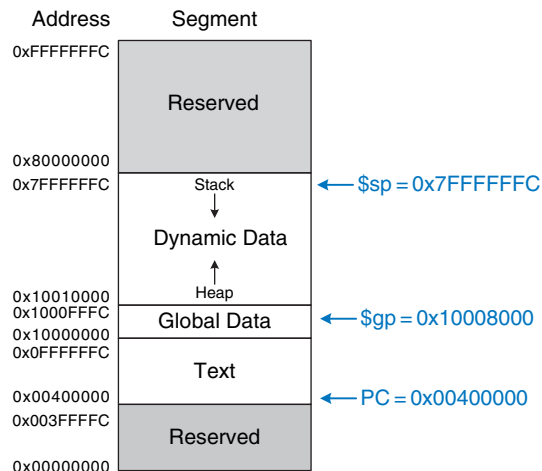 Address Segment
0xFFFFFFFC
Reserved
0x80000000
0x7FFFFFFC Stack $sp = 0x7FFFFFFC
Dynamic Data
0x10010000 Heap
0x1000FFFC
Global Data $gp = 0x10008000
0x10000000
0x0FFFFFFC
Text
0x00400000 PC = 0x00400000
0x003FFFFC
Reserved
0x00000000